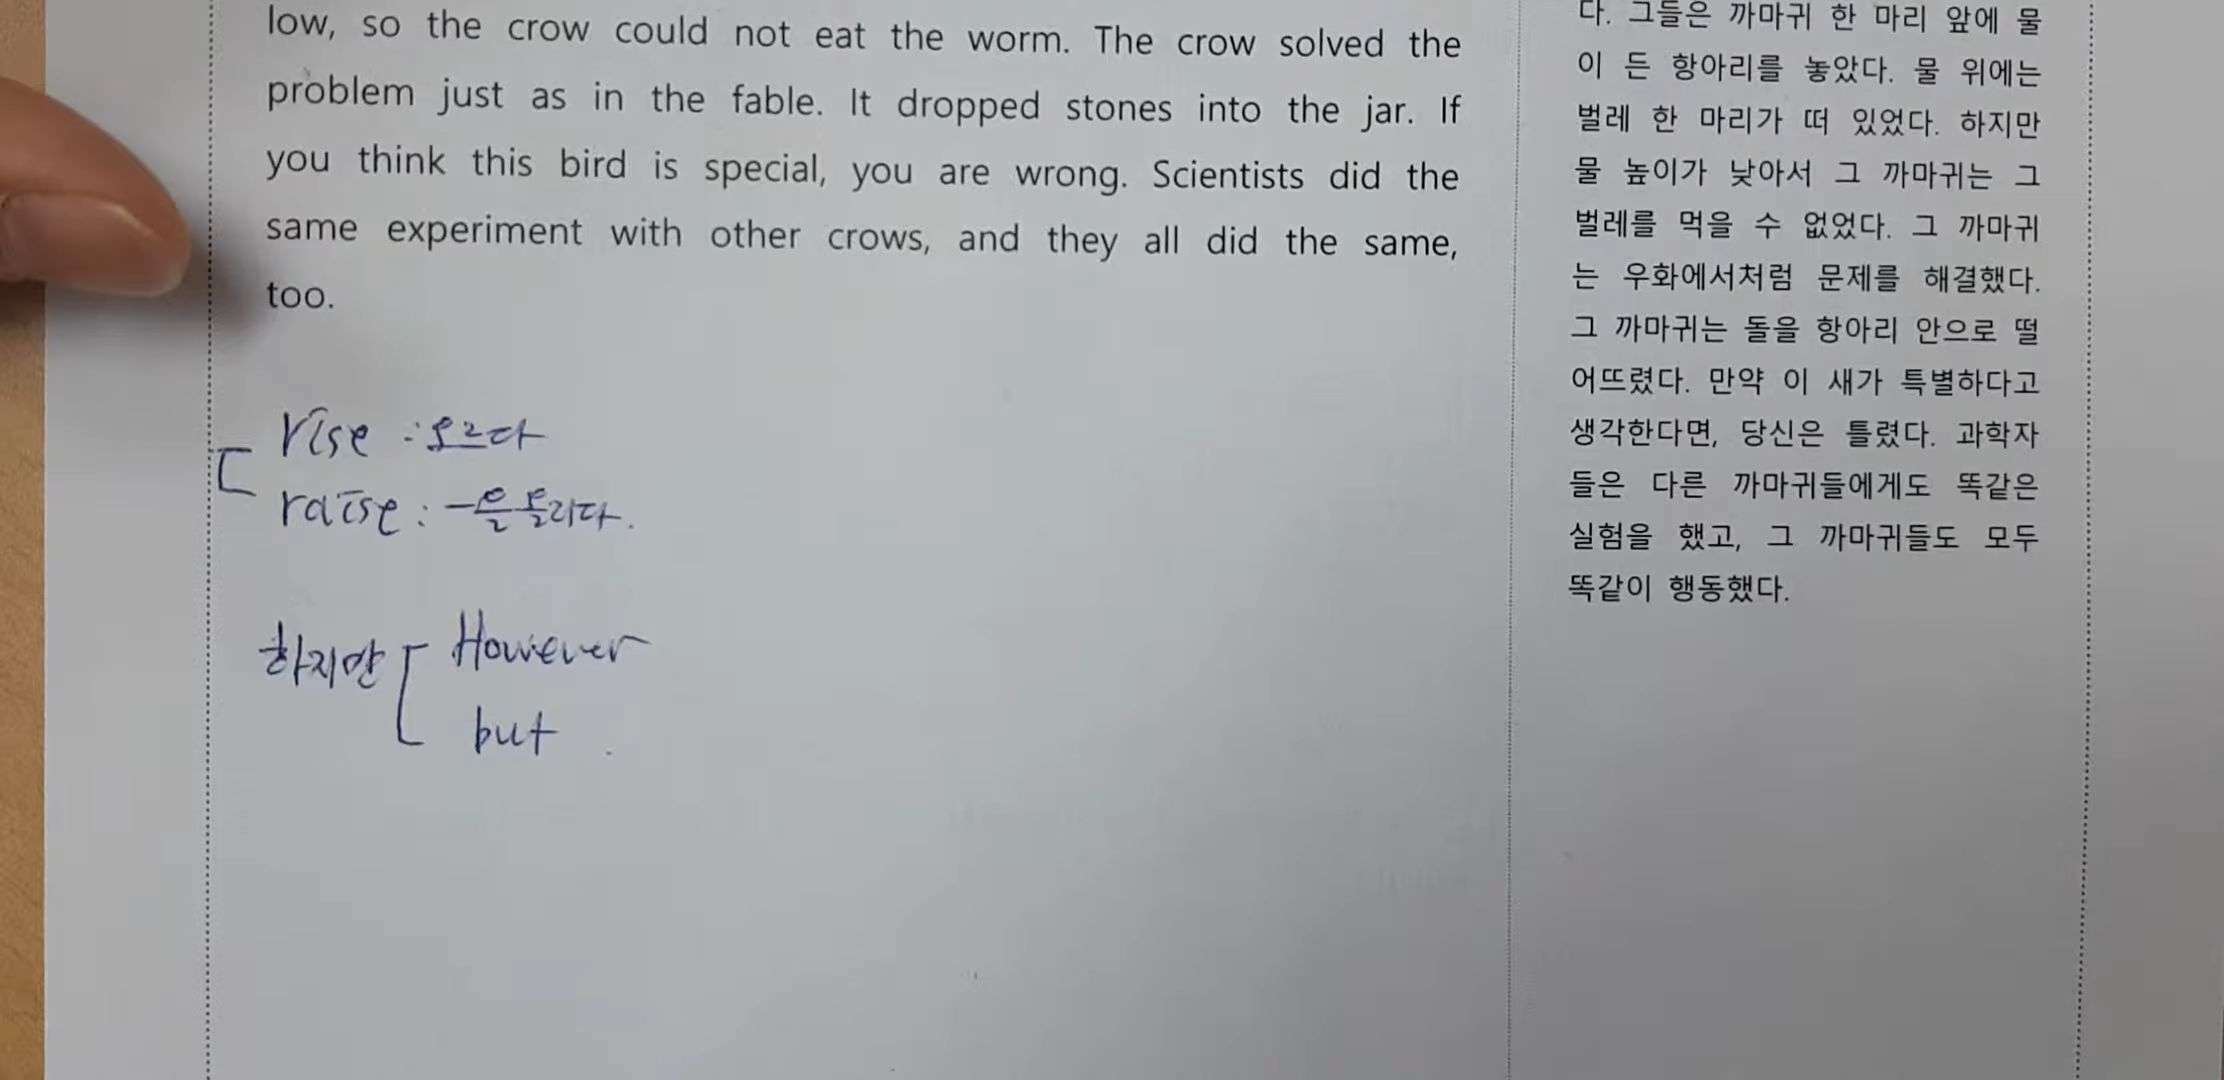 low, so the crow could not eat the worm. The crow solved the
problem just as in the fable. It dropped stones into the jar. If
you think this bird is special, you are wrong. Scientists did the
same experiment with other crows, and they all did the same,
too.
rise : 오르다
raise : -을 올리다.
하지만 However
but
다. 그들은 까마귀 한 마리 앞에 물
이 든 항아리를 놓았다. 물 위에는
벌레 한 마리가 떠 있었다. 하지만
물 높이가 낮아서 그 까마귀는 그
벌레를 먹을 수 없었다. 그 까마귀
는 우화에서처럼 문제를 해결했다.
그 까마귀는 돌을 항아리 안으로 떨
어뜨렸다. 만약 이 새가 특별하다고
생각한다면, 당신은 틀렸다. 과학자
들은 다른 까마귀들에게도 똑같은
실험을 했고, 그 까마귀들도 모두
똑같이 행동했다.